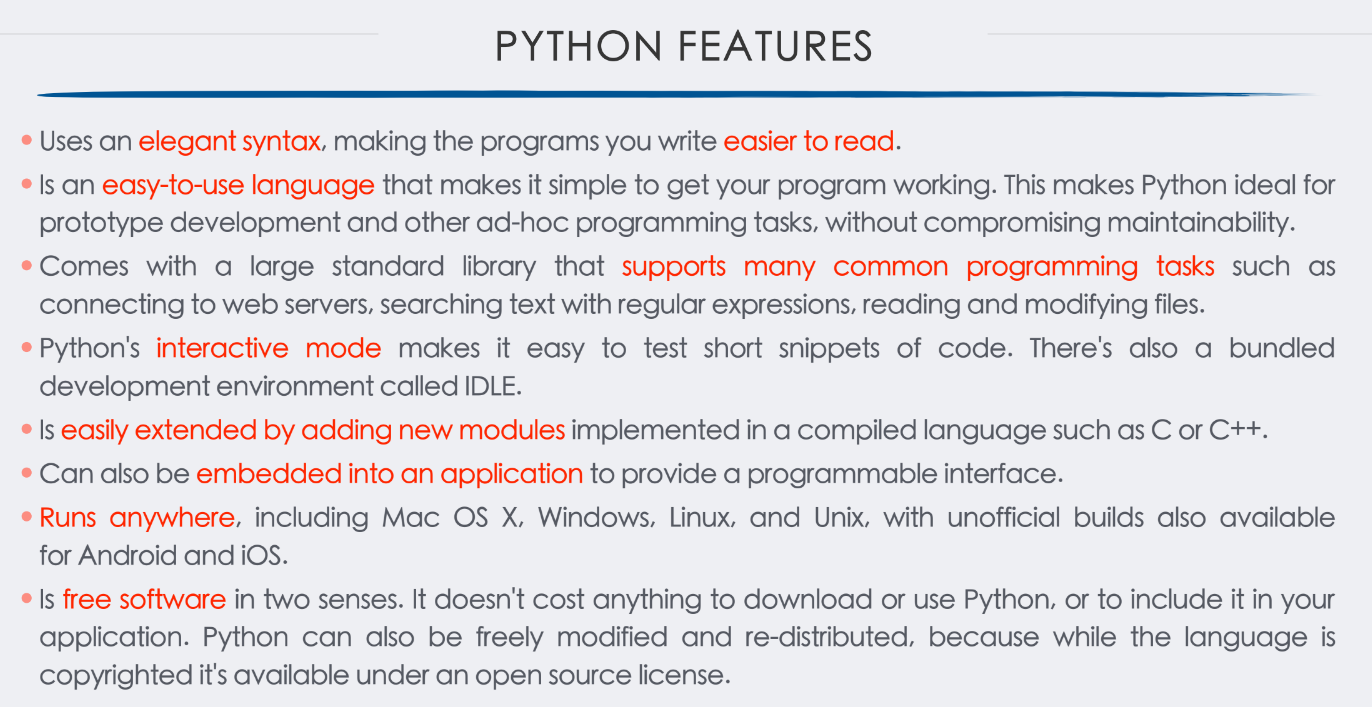 PYTHON FEATURES
• Uses an elegant syntax, making the programs you write easier to read.
• Is an easy-to-use language that makes it simple to get your program working. This makes Python ideal for
prototype development and other ad-hoc programming tasks, without compromising maintainability.
• Comes with a large standard library that supports many common programming tasks such as
connecting to web servers, searching text with regular expressions, reading and modifying files.
• Python's interactive mode makes it easy to test short snippets of code. There's also a bundled
development environment called IDLE.
• Is easily extended by adding new modules implemented in a compiled language such as C or C++.
• Can also be embedded into an application to provide a programmable interface.
• Runs anywhere, including Mac OS X, Windows, Linux, and Unix, with unofficial builds also available
for Android and iOS.
• Is free software in two senses. It doesn't cost anything to download or use Python, or to include it in your
application. Python can also be freely modified and re-distributed, because while the language is
copyrighted it's available under an open source license.